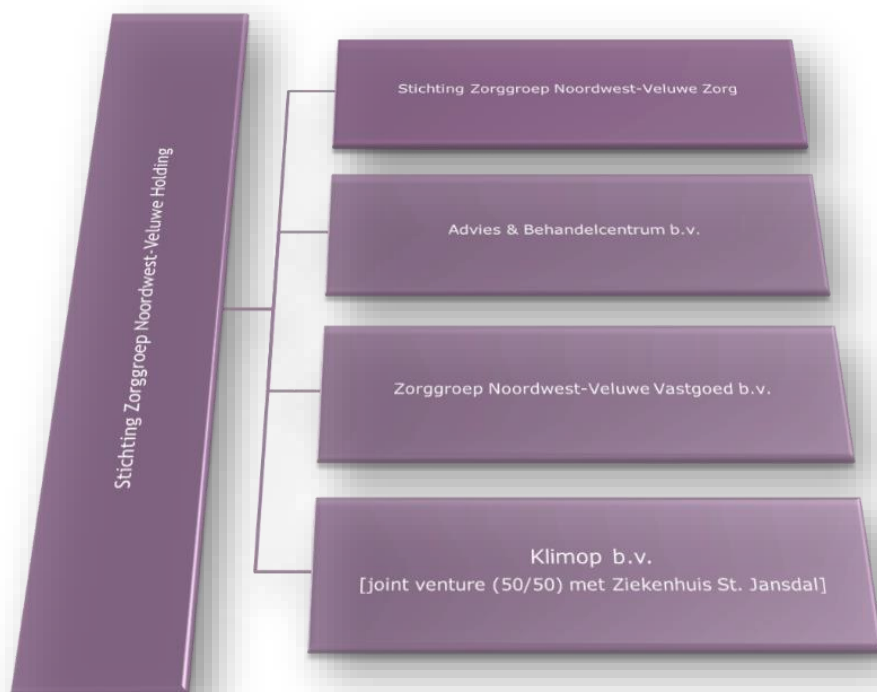 Stichting Zorggroep Noordwest-Veluwe Holding
Stichting Zorggroep Noordwest-Veluwe Zorg
Advies & Behandelcentrum b.v.
Zorggroep Noordwest-Veluwe Vastgoed b.v.
Klimop b.v.
[joint venture (50/50) met Ziekenhuis St. Jansdal]